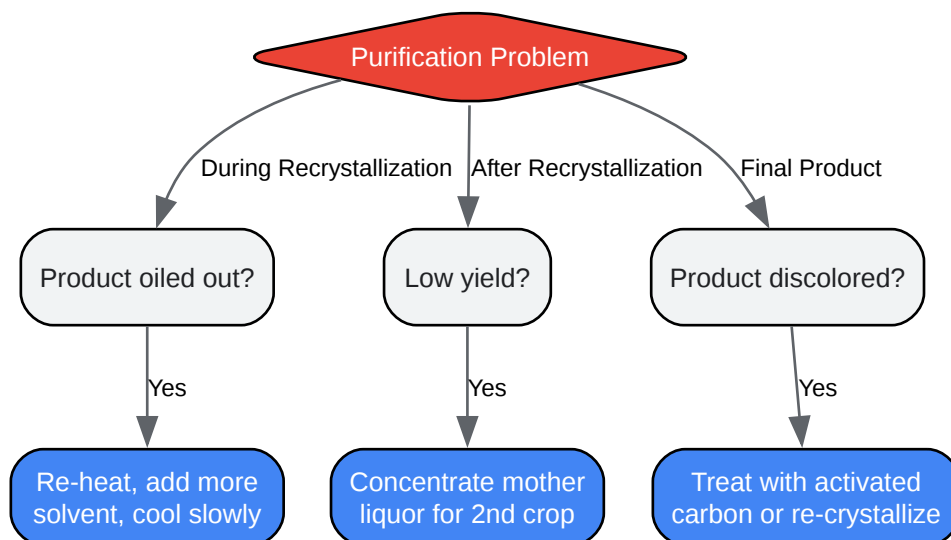 Purification Problem
During Recrystallization
After Recrystallization
Final Product
Product oiled out?
Low yield?
Product discolored?
Yes
Yes
Yes
Re-heat, add more
solvent, cool slowly
Concentrate mother
liquor for 2nd crop
Treat with activated
carbon or re-crystallize